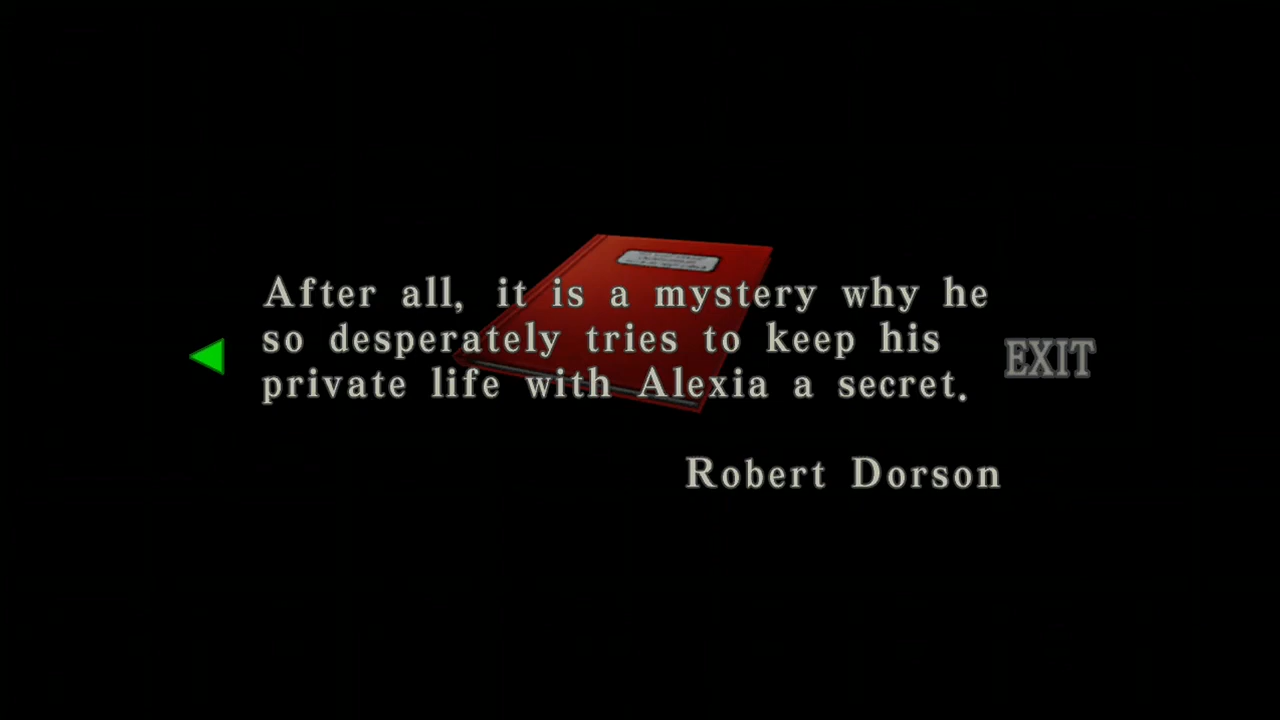 After all, it is a mystery why he
so desperately tries to keep his
private life with Alexia a secret.
EXIT
Robert Dorson